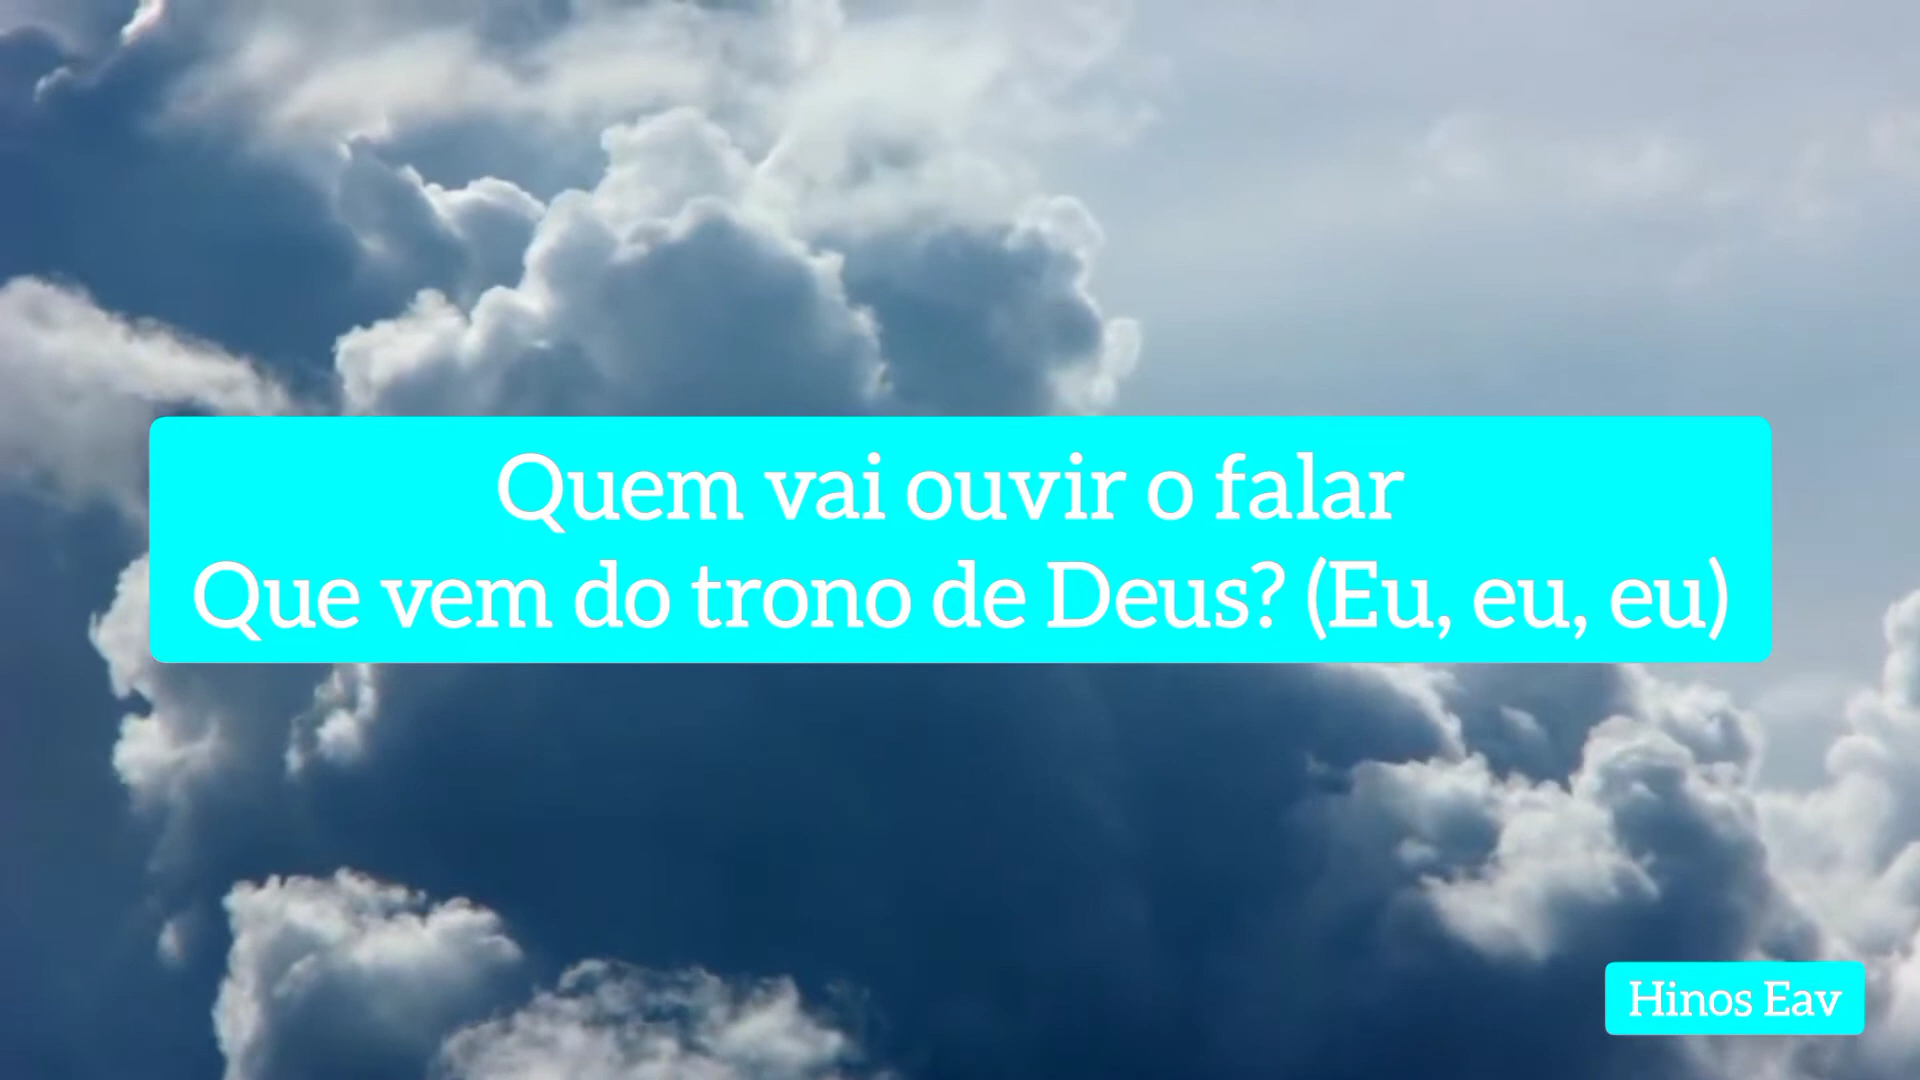 Quem vai ouvir o falar
Que vem do trono de Deus? (Eu, eu, eu)
Hinos Eav